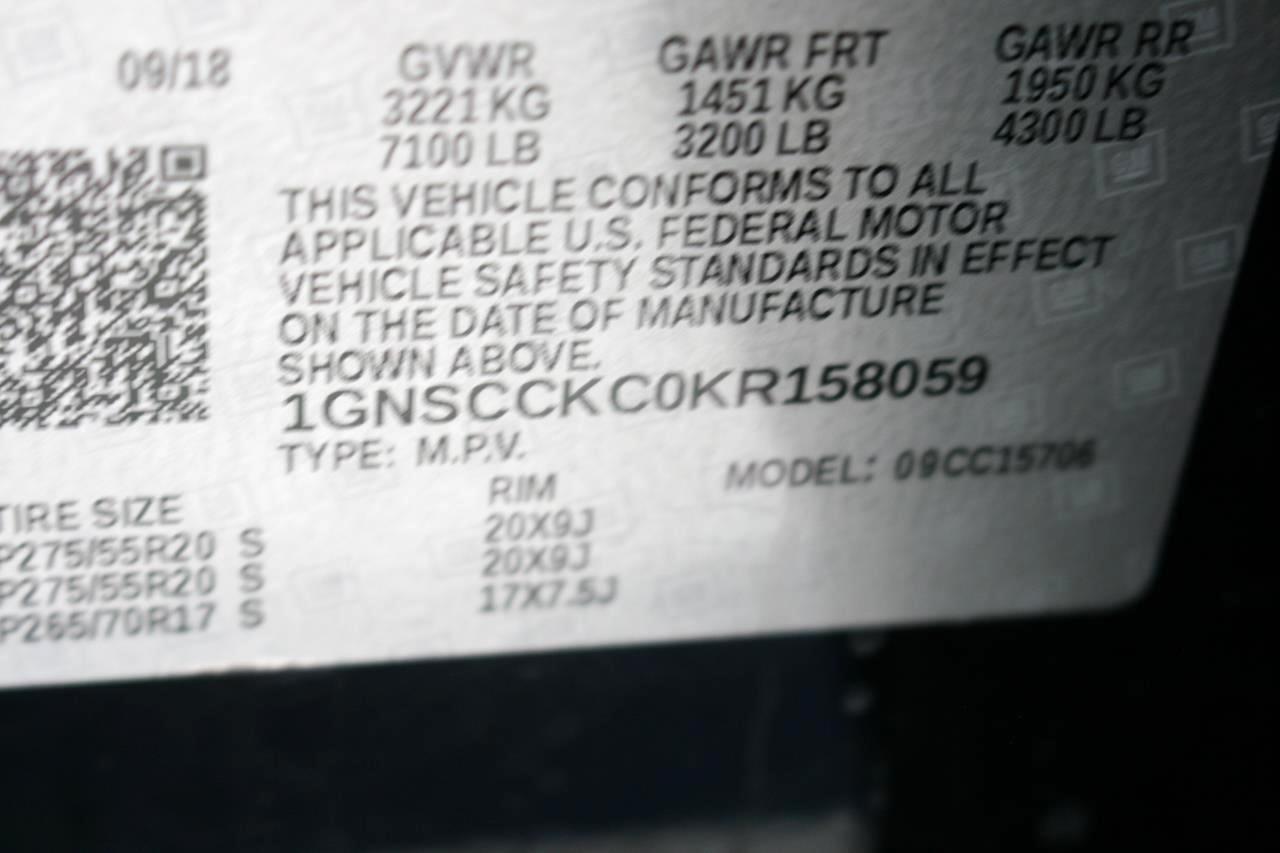 09/18 GVWR GAWR FRT GAWR RR
3221 KG 1451 KG 1950 KG
7100 LB 3200 LB 4300 LB
THIS VEHICLE CONFORMS TO ALL
APPLICABLE U.S. FEDERAL MOTOR
VEHICLE SAFETY STANDARDS IN EFFECT
ON THE DATE OF MANUFACTURE
SHOWN ABOVE.
1GNSCCKC0KR158059
TYPE: M.P.V. MODEL: 09CC15706
TIRE SIZE RIM
P275/55R20 S 20X9J
P275/55R20 S 20X9J
P265/70R17 S 17X7.5J